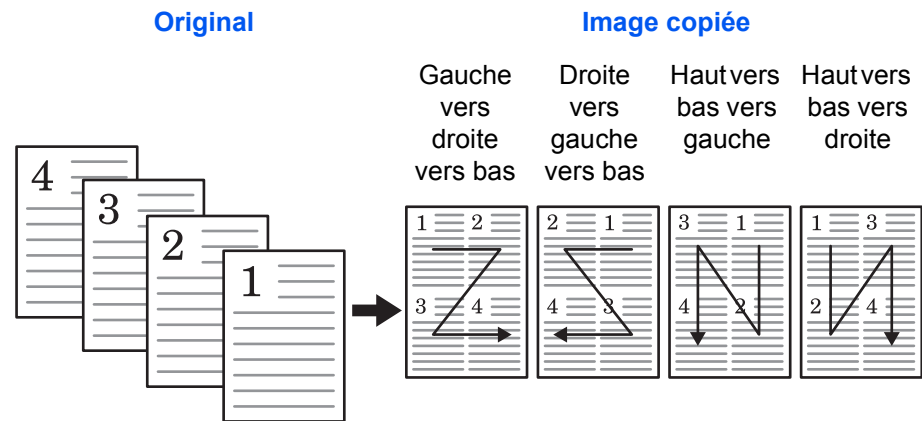 Original
Image copiée
Gauche
vers
droite
vers bas
Droite
vers
gauche
vers bas
Haut vers
bas vers
gauche
Haut vers
bas vers
droite
4
3
2
1
1 2
3 4
2 1
4 3
3 1
4 2
1 3
2 4